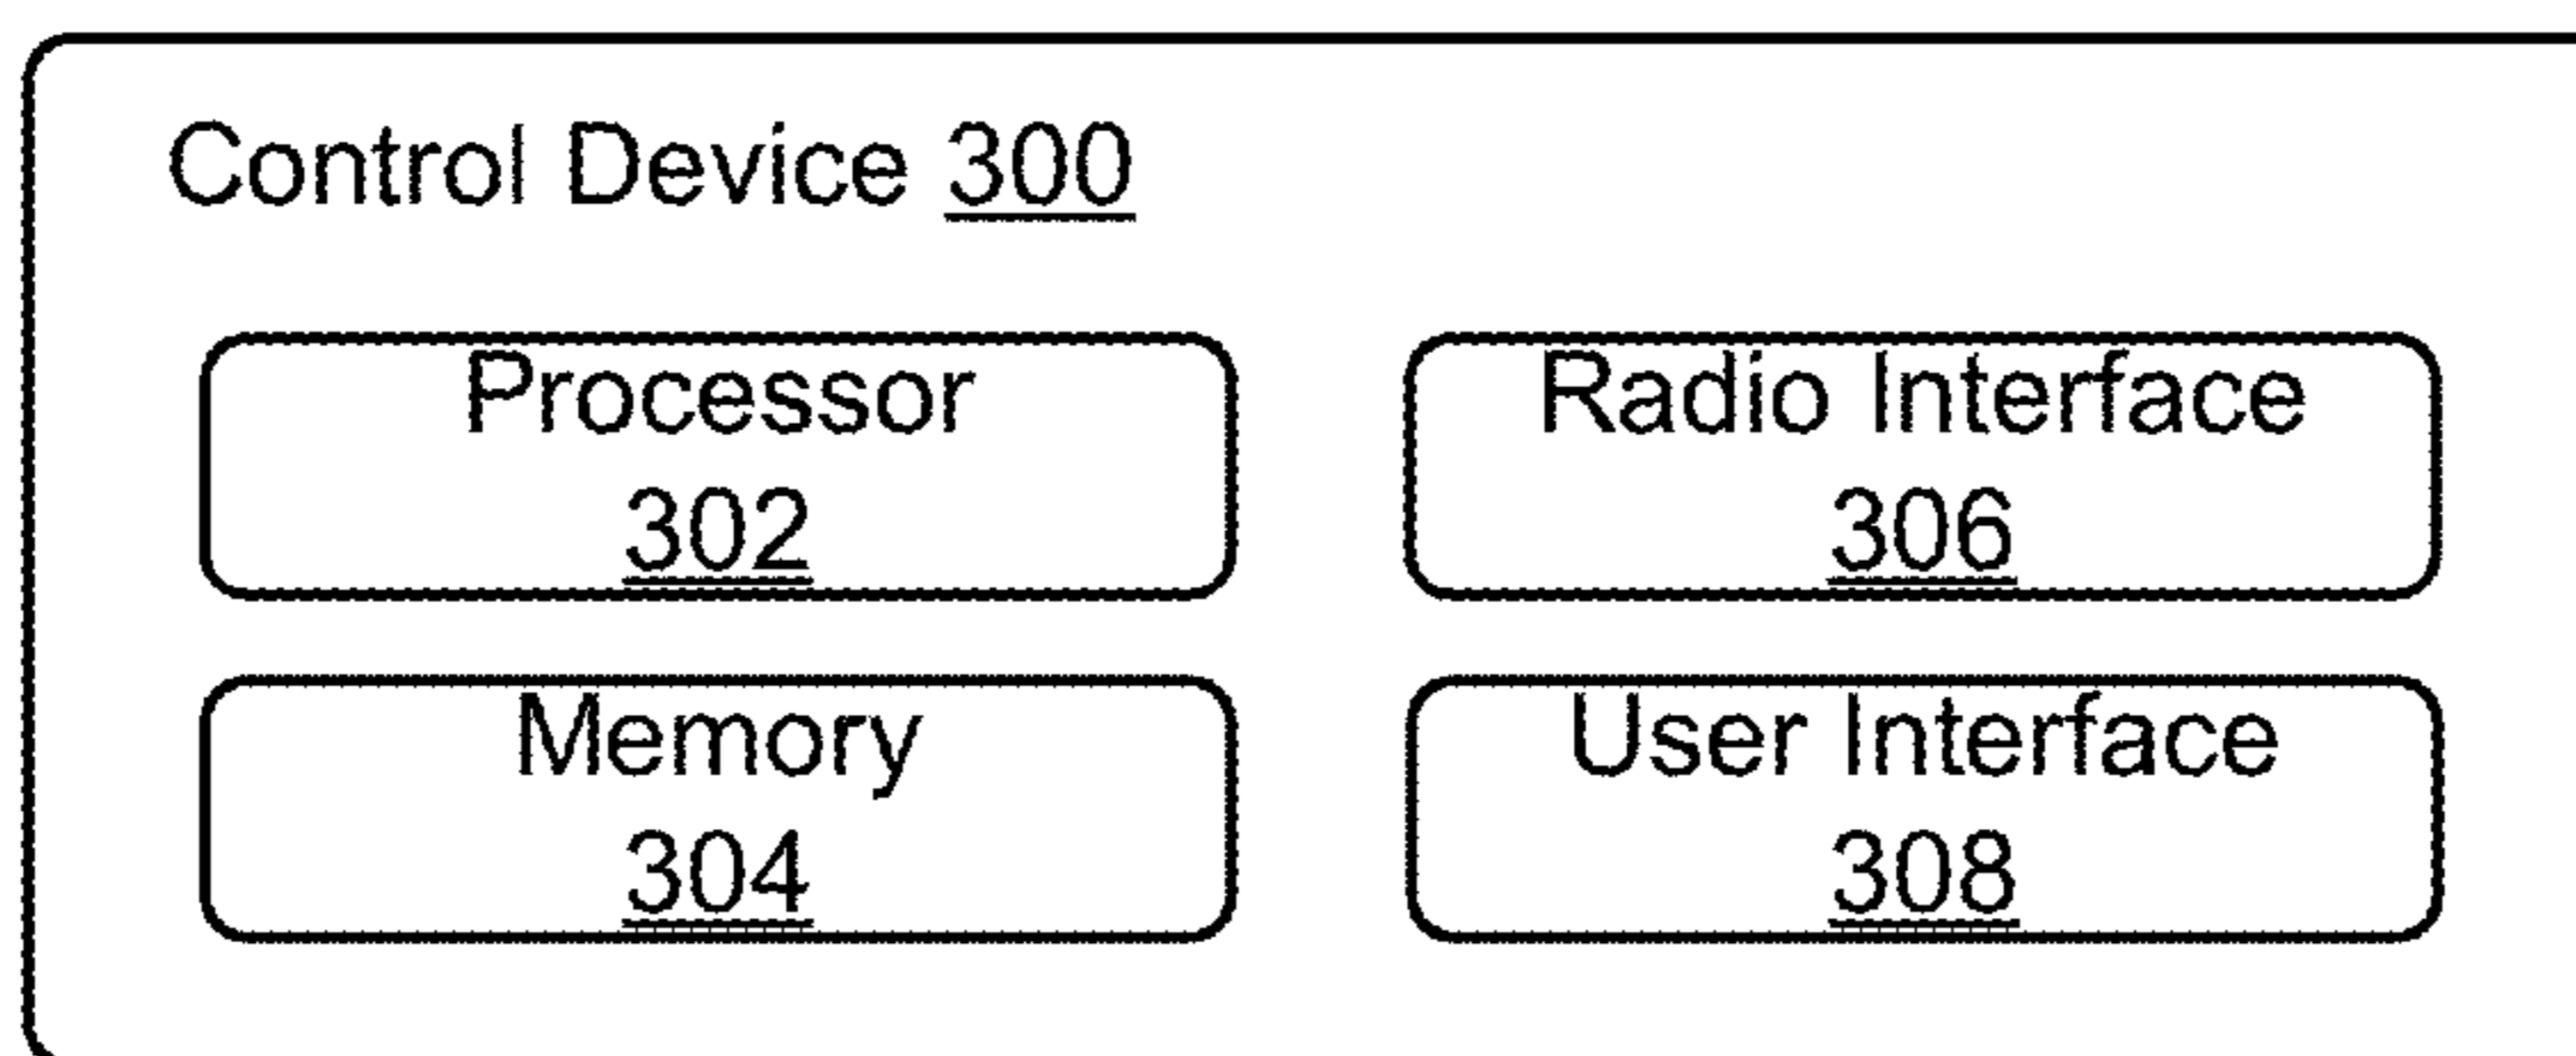 Control Device 300
Processor
302
Radio Interface
306
Memory
304
User Interface
308